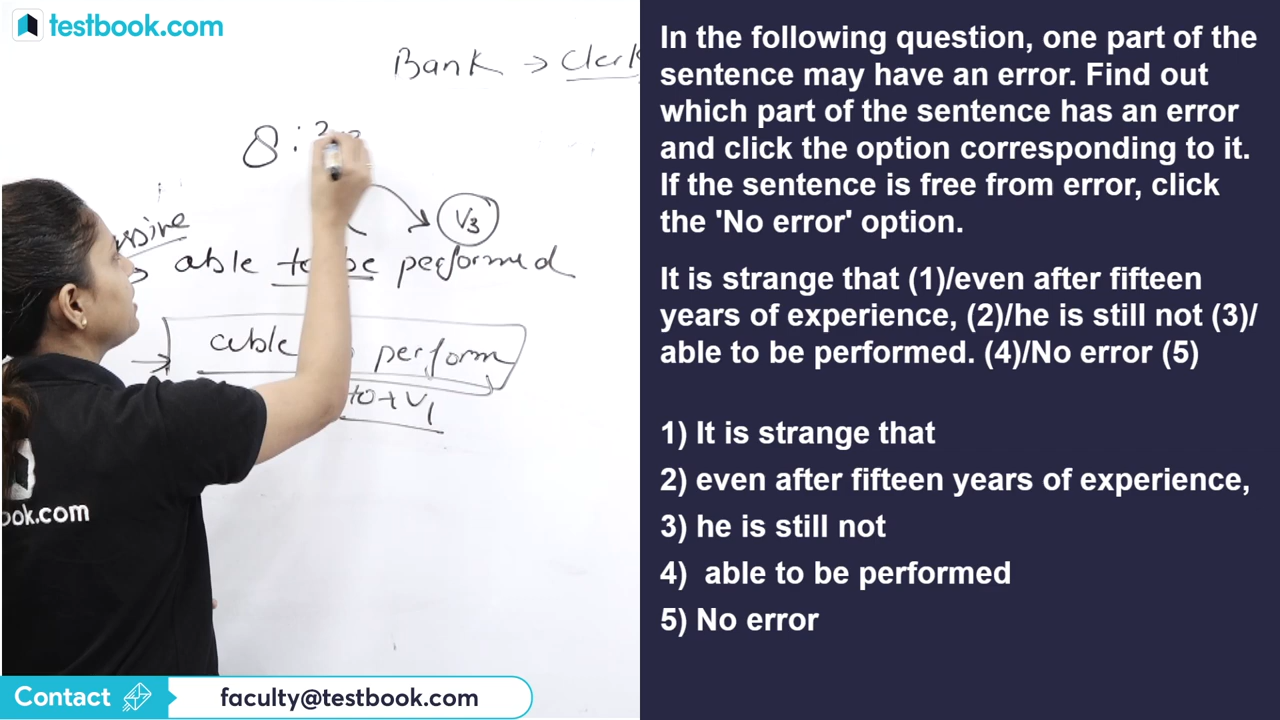 testbook.com
Bank → Clerk
8:
V3
able to be performed
able perform
to+V1
ook.com
Contact
faculty@testbook.com
In the following question, one part of the
sentence may have an error. Find out
which part of the sentence has an error
and click the option corresponding to it.
If the sentence is free from error, click
the 'No error' option.
It is strange that (1)/even after fifteen
years of experience, (2)/he is still not (3)/
able to be performed. (4)/No error (5)
1) It is strange that
2) even after fifteen years of experience,
3) he is still not
4) able to be performed
5) No error